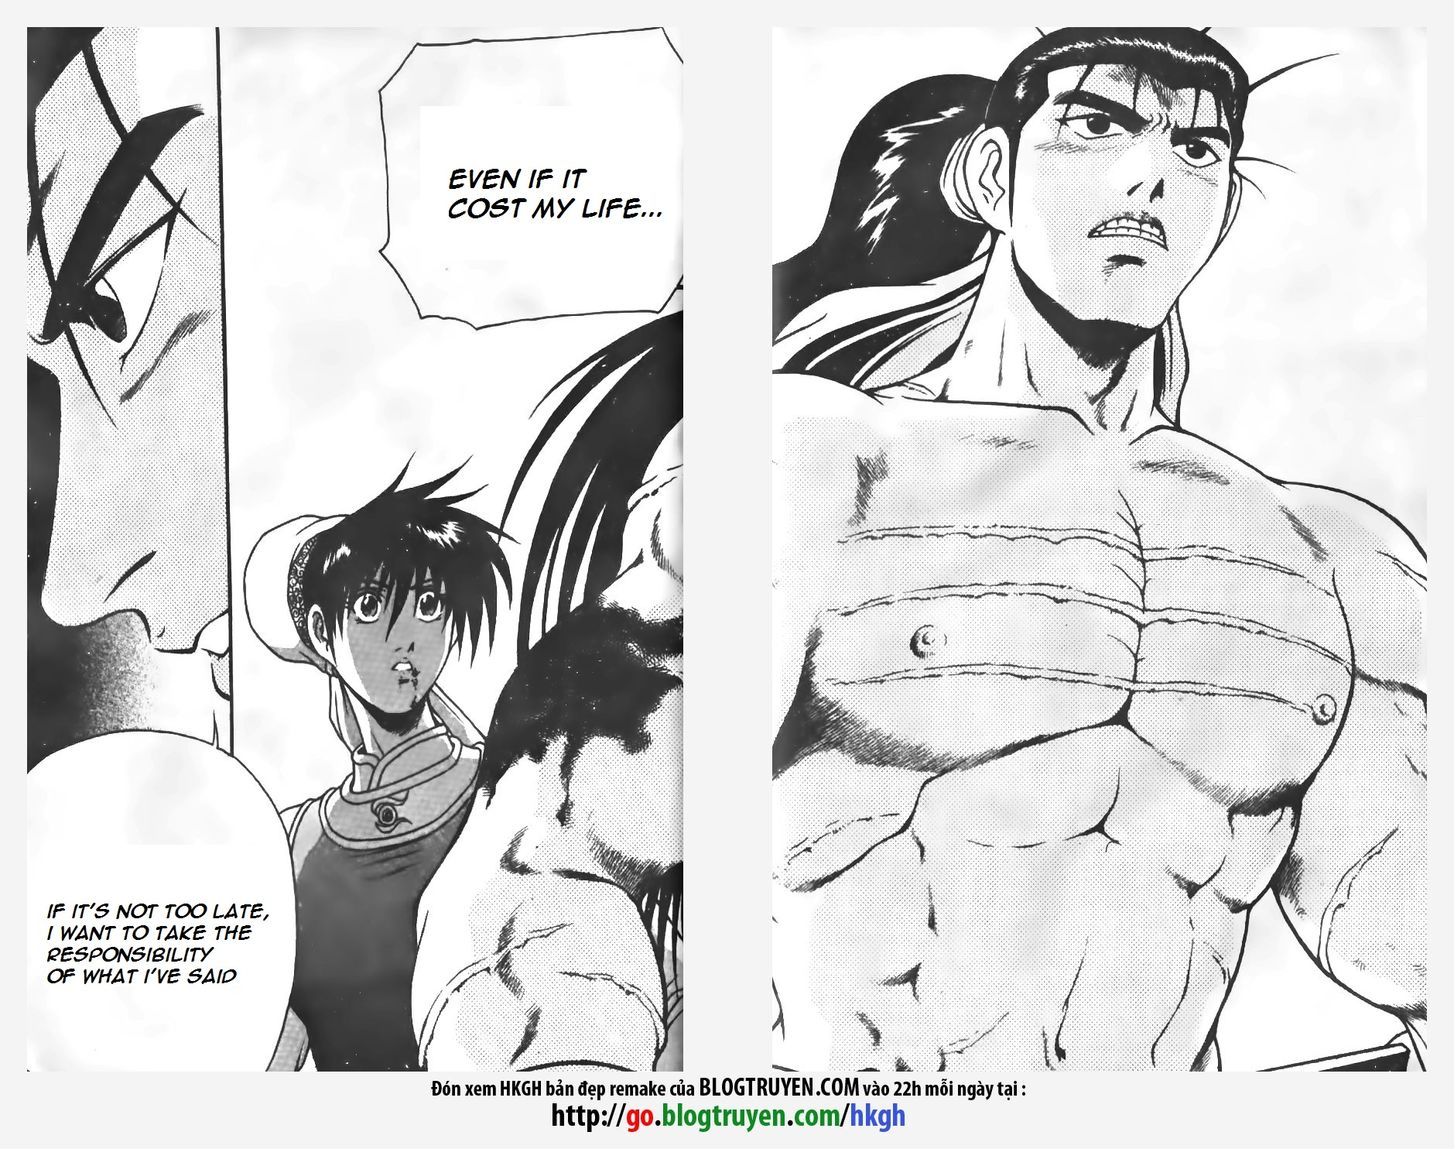 EVEN IF IT
COST MY LIFE...
IF IT'S NOT TOO LATE,
I WANT TO TAKE THE
RESPONSIBILITY
OF WHAT I'VE SAID
Đón xem HKGH bản đẹp remake của BLOGTRUYEN.COM vào 22h mỗi ngày tại :
http://go.blogtruyen.com/hkgh